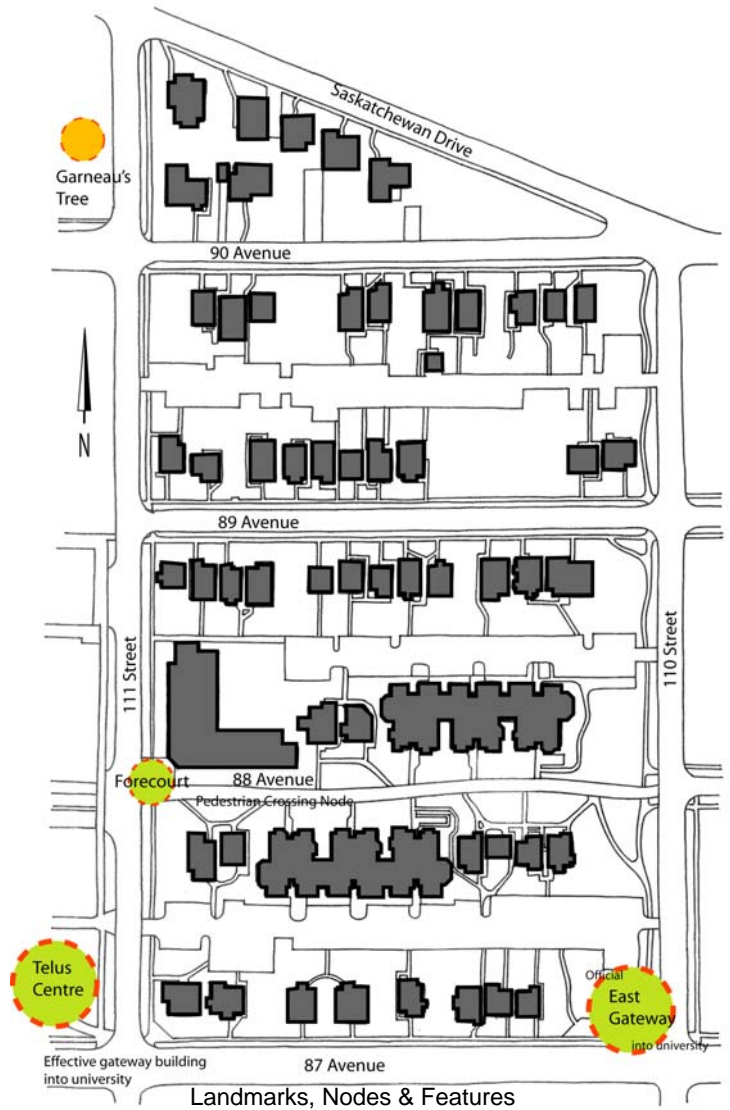 Saskatchewan Drive
Garneau's
Tree
90 Avenue
N
89 Avenue
111 Street
110 Street
Forecourt
88 Avenue
Pedestrian Crossing Node
Telus
Centre
Official
East
Gateway
into university
Effective gateway building
into university
87 Avenue
Landmarks, Nodes & Features